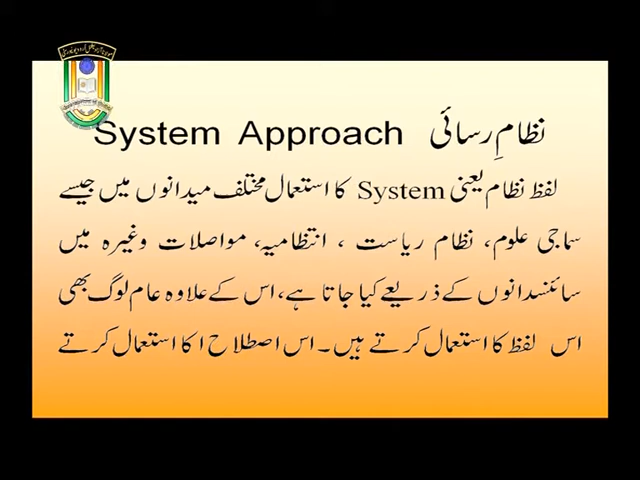 نظامِ رسائی System Approach
لفظ نظام یعنی System کا استعمال مختلف میدانوں میں جیسے
سماجی علوم، نظام ریاست ، انتظامیہ، مواصلات وغیرہ میں
سائنسدانوں کے ذریعے کیا جاتا ہے، اس کے علاوہ عام لوگ بھی
اس لفظ کا استعمال کرتے ہیں۔ اس اصطلاح ا کا استعمال کرتے